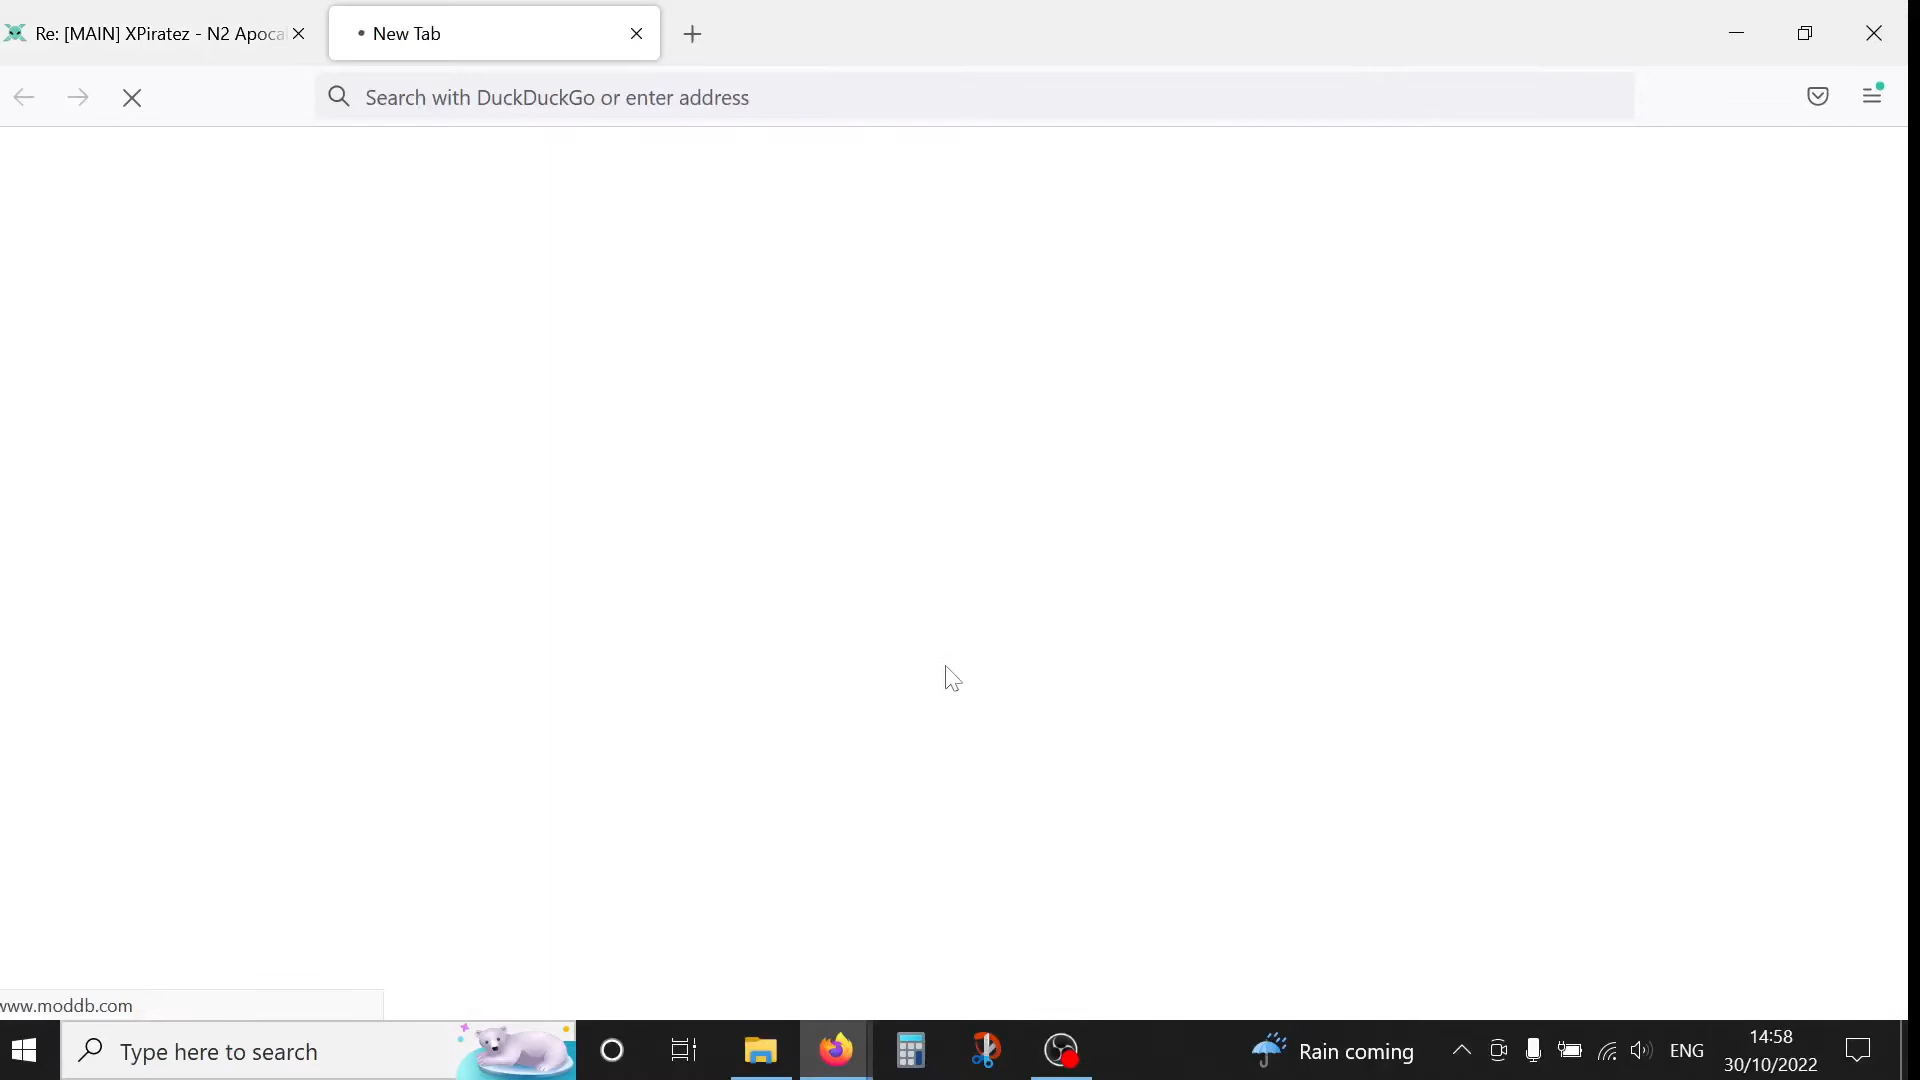 Re: [MAIN] XPiratez - N2 Apoca
New Tab
Search with DuckDuckGo or enter address
www.moddb.com
Type here to search
Rain coming
ENG
14:58
30/10/2022